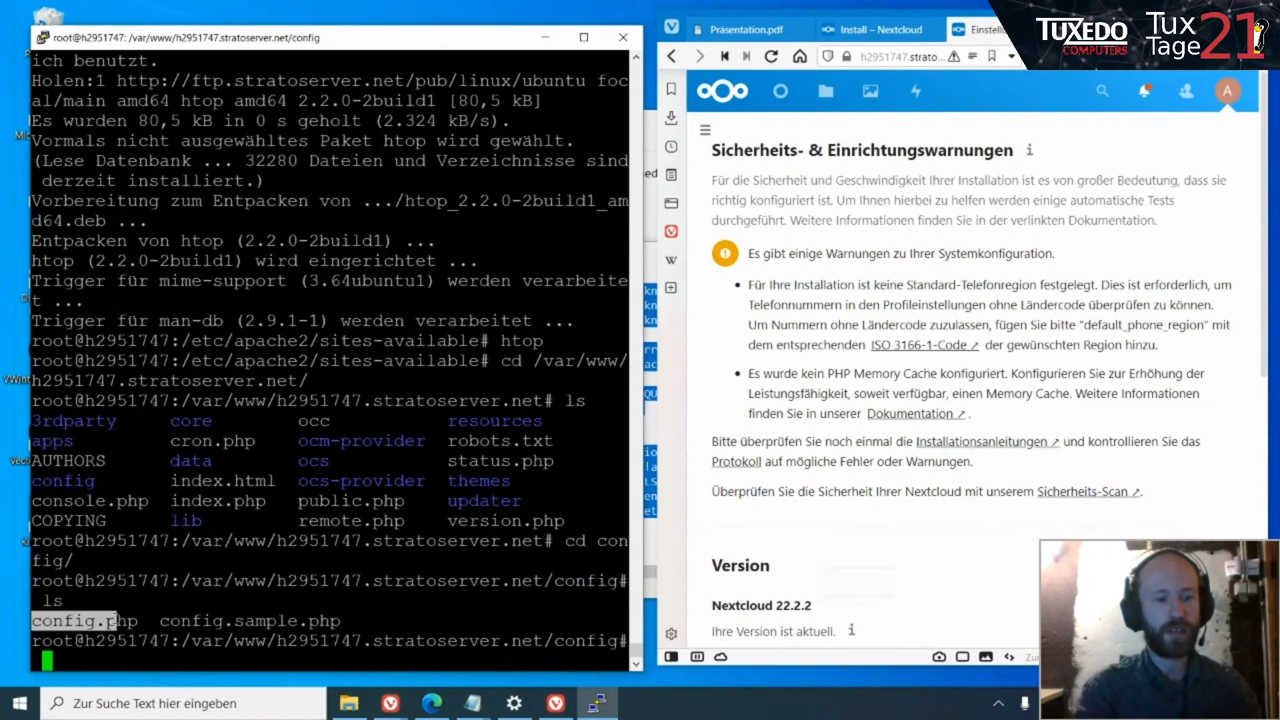 root@h2951747: /var/www/h2951747.stratoserver.net/config
ich benutzt.
Holen:1 http://ftp.stratoserver.net/pub/linux/ubuntu foc
al/main amd64 htop amd64 2.2.0-2build1 [80,5 kB]
Es wurden 80,5 kB in 0 s geholt (2.324 kB/s).
Vormals nicht ausgewähltes Paket htop wird gewählt.
(Lese Datenbank ... 32280 Dateien und Verzeichnisse sind
derzeit installiert.)
Vorbereitung zum Entpacken von .../htop_2.2.0-2build1_am
d64.deb ...
Entpacken von htop (2.2.0-2build1) ...
htop (2.2.0-2build1) wird eingerichtet ...
Trigger für mime-support (3.64ubuntu1) werden verarbeite
t ...
Trigger für man-db (2.9.1-1) werden verarbeitet ...
root@h2951747:/etc/apache2/sites-available# htop
root@h2951747:/etc/apache2/sites-available# cd /var/www/
h2951747.stratoserver.net/
root@h2951747:/var/www/h2951747.stratoserver.net# ls
3rdparty core occ resources
apps cron.php ocm-provider robots.txt
AUTHORS data ocs status.php
config index.html ocs-provider themes
console.php index.php public.php updater
COPYING lib remote.php version.php
root@h2951747:/var/www/h2951747.stratoserver.net# cd con
fig/
root@h2951747:/var/www/h2951747.stratoserver.net/config#
ls
config.php config.sample.php
root@h2951747:/var/www/h2951747.stratoserver.net/config#
Präsentation.pdf
Install – Nextcloud
Einstell
h2951747.strato...
A
Sicherheits- & Einrichtungswarnungen
Für die Sicherheit und Geschwindigkeit Ihrer Installation ist es von großer Bedeutung, dass sie
richtig konfiguriert ist. Um Ihnen hierbei zu helfen werden einige automatische Tests
durchgeführt. Weitere Informationen finden Sie in der verlinkten Dokumentation.
Es gibt einige Warnungen zu Ihrer Systemkonfiguration.
• Für Ihre Installation ist keine Standard-Telefonregion festgelegt. Dies ist erforderlich, um
Telefonnummern in den Profileinstellungen ohne Ländercode überprüfen zu können.
Um Nummern ohne Ländercode zuzulassen, fügen Sie bitte "default_phone_region" mit
dem entsprechenden ISO 3166-1-Code ↗ der gewünschten Region hinzu.
• Es wurde kein PHP Memory Cache konfiguriert. Konfigurieren Sie zur Erhöhung der
Leistungsfähigkeit, soweit verfügbar, einen Memory Cache. Weitere Informationen
finden Sie in unserer Dokumentation ↗.
Bitte überprüfen Sie noch einmal die Installationsanleitungen ↗ und kontrollieren Sie das
Protokoll auf mögliche Fehler oder Warnungen.
Überprüfen Sie die Sicherheit Ihrer Nextcloud mit unserem Sicherheits-Scan ↗.
Version
Nextcloud 22.2.2
Ihre Version ist aktuell.
TUXEDO
COMPUTERS
Tux
Tage
21
Zur Suche Text hier eingeben